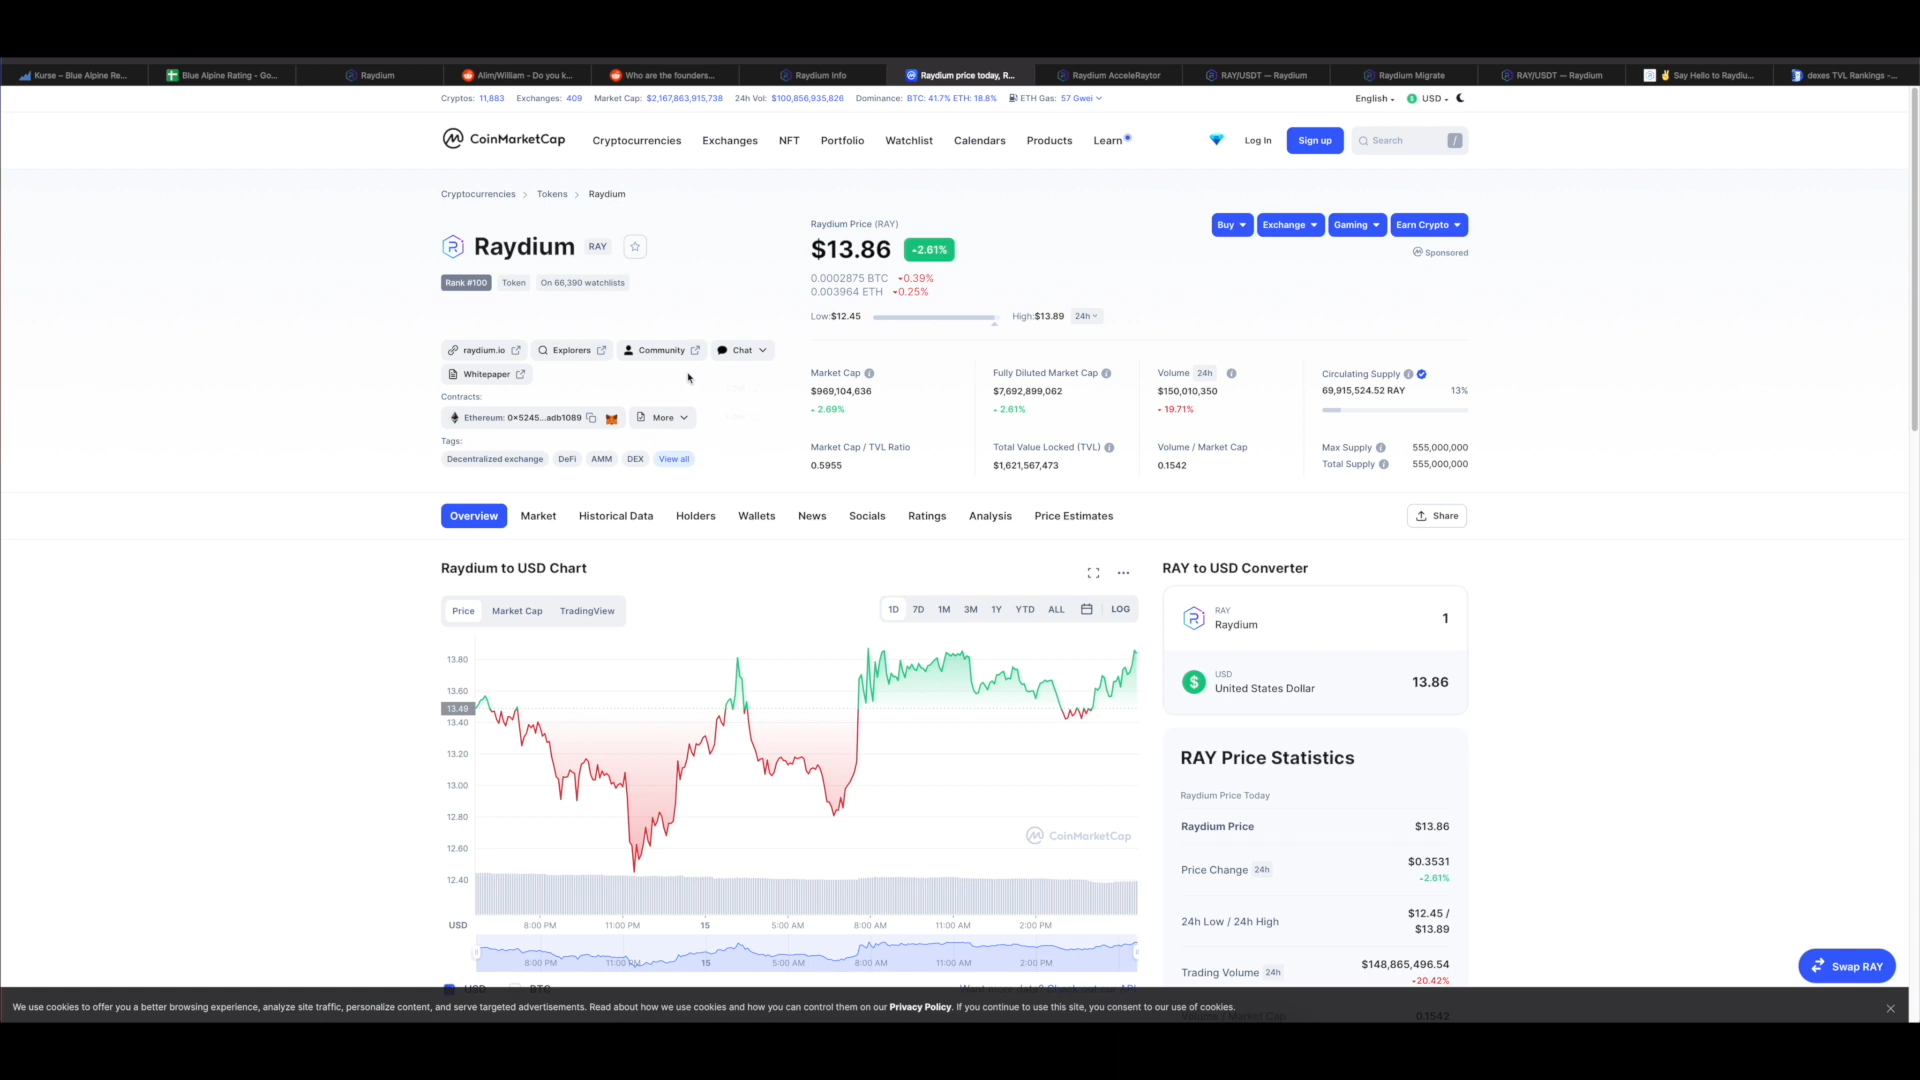 Kurse – Blue Alpine Re...
Blue Alpine Rating - Go...
Raydium
Alim/William - Do you k...
Who are the founders...
Raydium Info
Raydium price today, R...
Raydium AcceleRaytor
RAY/USDT — Raydium
Raydium Migrate
RAY/USDT — Raydium
Say Hello to Raydiu...
dexes TVL Rankings -...
Cryptos: 11,883 Exchanges: 409 Market Cap: $2,167,863,915,738 24h Vol: $100,856,935,826 Dominance: BTC: 41.7% ETH: 18.8% ETH Gas: 57 Gwei
English USD
CoinMarketCap
Cryptocurrencies Exchanges NFT Portfolio Watchlist Calendars Products Learn
Log In Sign up Search /
Cryptocurrencies > Tokens > Raydium
Raydium RAY
Rank #100 Token On 66,390 watchlists
raydium.io Explorers Community Chat
Whitepaper
Contracts:
Ethereum: 0x5245...adb1089 More
Tags:
Decentralized exchange DeFi AMM DEX View all
Raydium Price (RAY)
$13.86 2.61%
0.0002875 BTC 0.39%
0.003964 ETH 0.25%
Low:$12.45 High:$13.89 24h
Buy Exchange Gaming Earn Crypto
Sponsored
Market Cap
$969,104,636
2.69%
Fully Diluted Market Cap
$7,692,899,062
2.61%
Volume 24h
$150,010,350
19.71%
Circulating Supply
69,915,524.52 RAY 13%
Market Cap / TVL Ratio
0.5955
Total Value Locked (TVL)
$1,621,567,473
Volume / Market Cap
0.1542
Max Supply 555,000,000
Total Supply 555,000,000
Overview Market Historical Data Holders Wallets News Socials Ratings Analysis Price Estimates
Share
Raydium to USD Chart
Price Market Cap TradingView
1D 7D 1M 3M 1Y YTD ALL LOG
13.80
13.60
13.49
13.40
13.20
13.00
12.80
12.60
12.40
CoinMarketCap
USD 8:00 PM 11:00 PM 15 5:00 AM 8:00 AM 11:00 AM 2:00 PM
8:00 PM 11:00 PM 15 5:00 AM 8:00 AM 11:00 AM 2:00 PM
USD BTC
Want more data? Check out our API
RAY to USD Converter
RAY
Raydium 1
USD
United States Dollar 13.86
RAY Price Statistics
Raydium Price Today
Raydium Price $13.86
Price Change 24h $0.3531
2.61%
24h Low / 24h High $12.45 /
$13.89
Trading Volume 24h $148,865,496.54
20.42%
Volume / Market Cap 0.1542
Swap RAY
We use cookies to offer you a better browsing experience, analyze site traffic, personalize content, and serve targeted advertisements. Read about how we use cookies and how you can control them on our Privacy Policy. If you continue to use this site, you consent to our use of cookies.